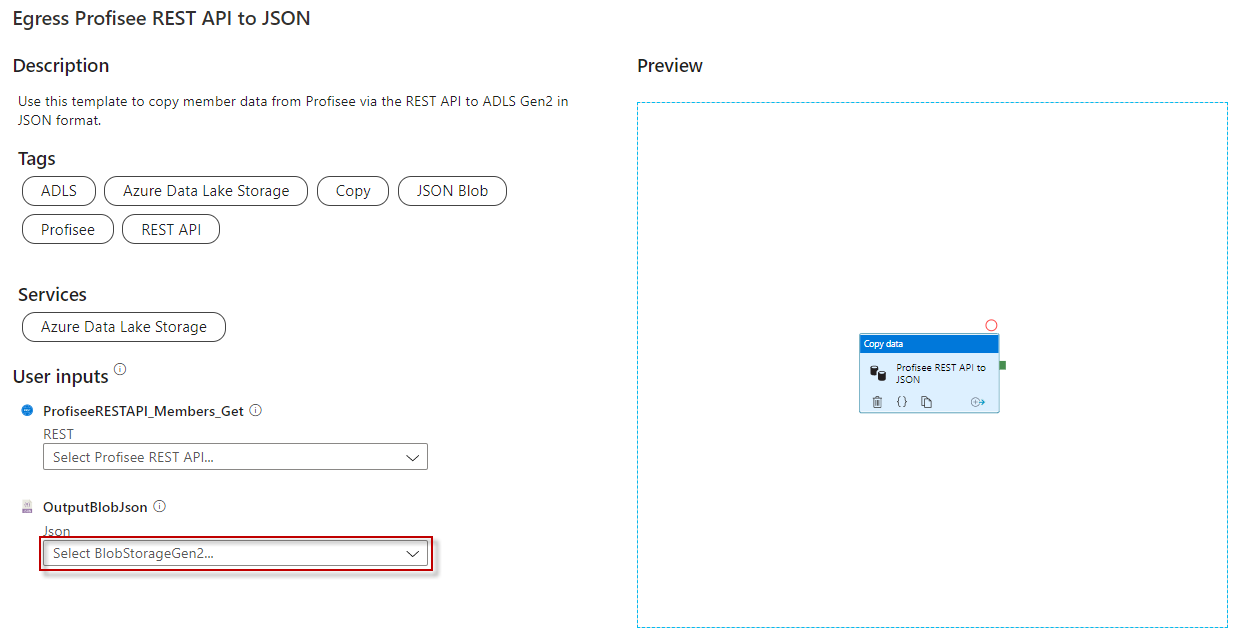 Egress Profisee REST API to JSON
Description
Use this template to copy member data from Profisee via the REST API to ADLS Gen2 in
JSON format.
Tags
ADLS
Azure Data Lake Storage
Copy
JSON Blob
Profisee
REST API
Services
Azure Data Lake Storage
User inputs
ProfiseeRESTAPI_Members_Get
REST
Select Profisee REST API...
OutputBlobJson
Json
Select BlobStorageGen2...
Preview
Copy data
Profisee REST API to
JSON